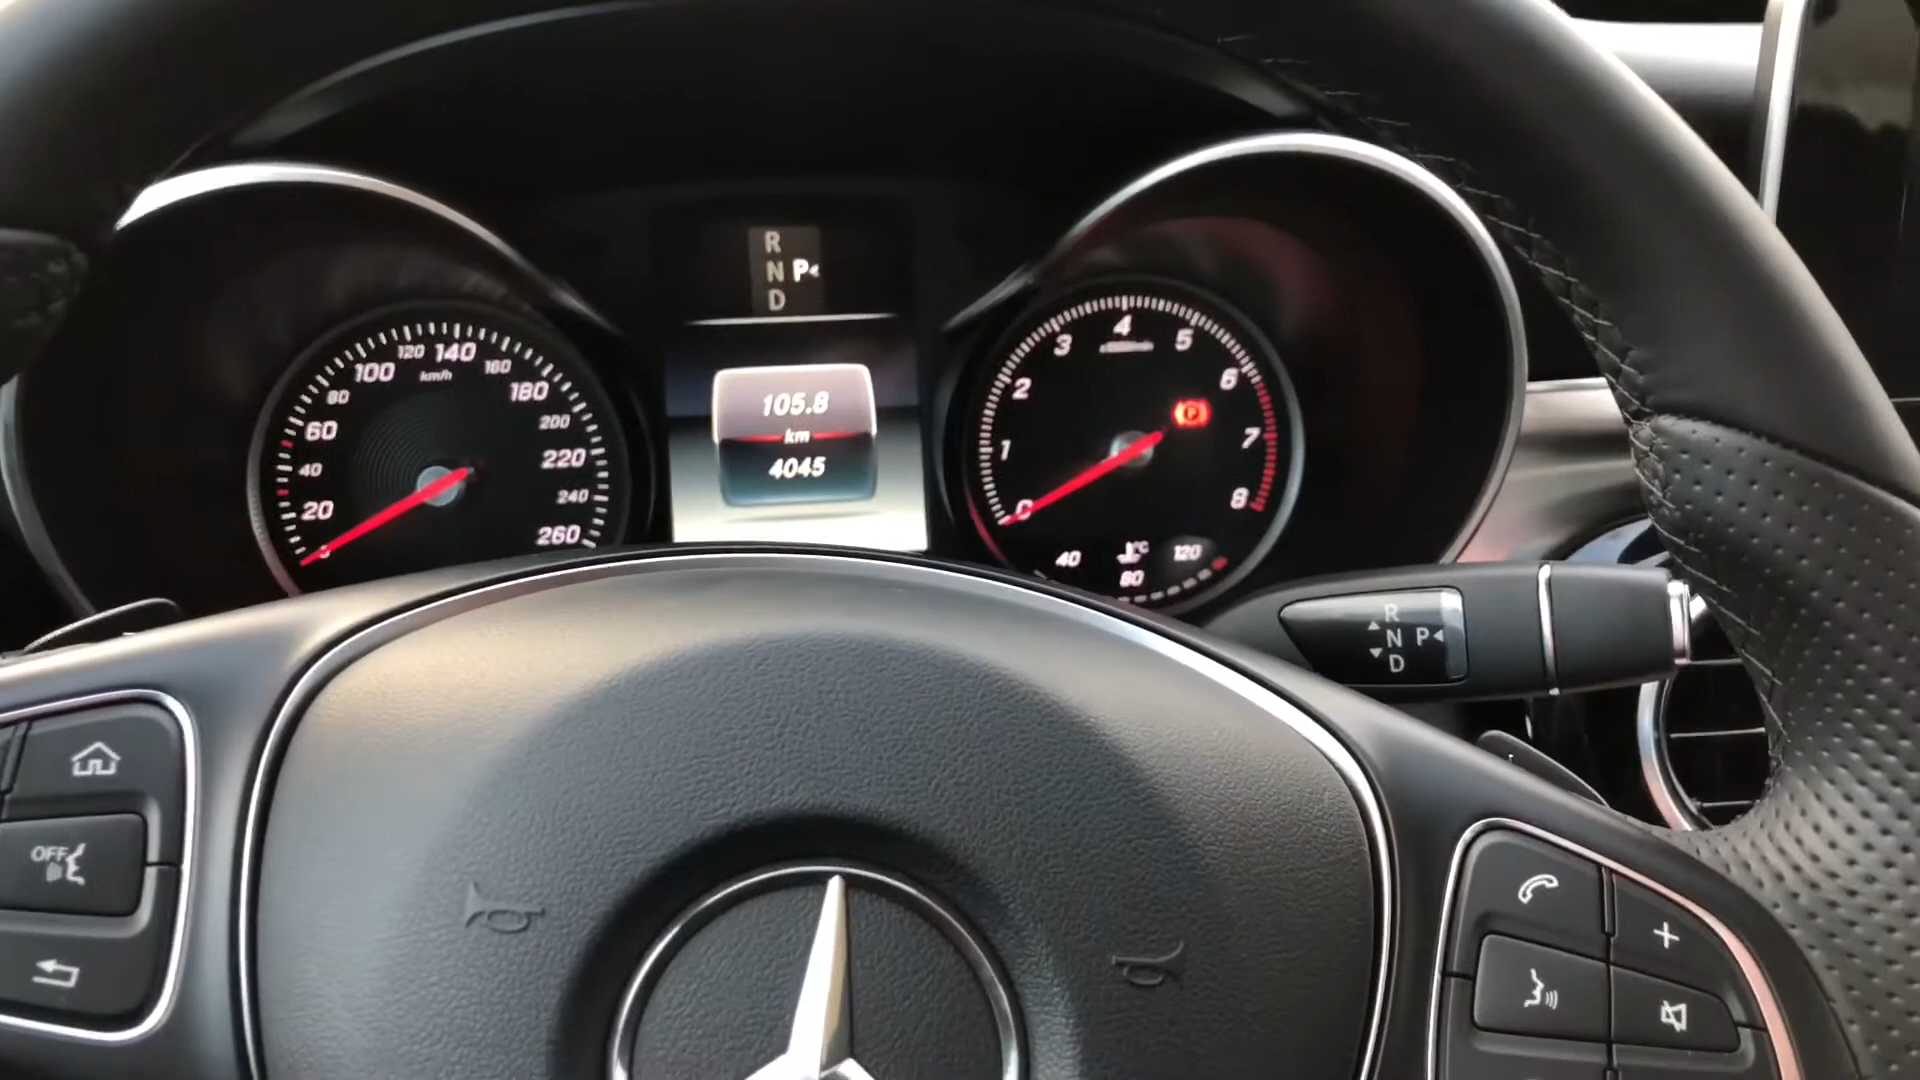 R
N P
D
0 20 40 60 80 100 120 140 160 180 200 220 240 260
km/h
105.8
km
4045
0 1 2 3 4 5 6 7 8
P
40 °C 120
80
R
N P
D
OFF
+